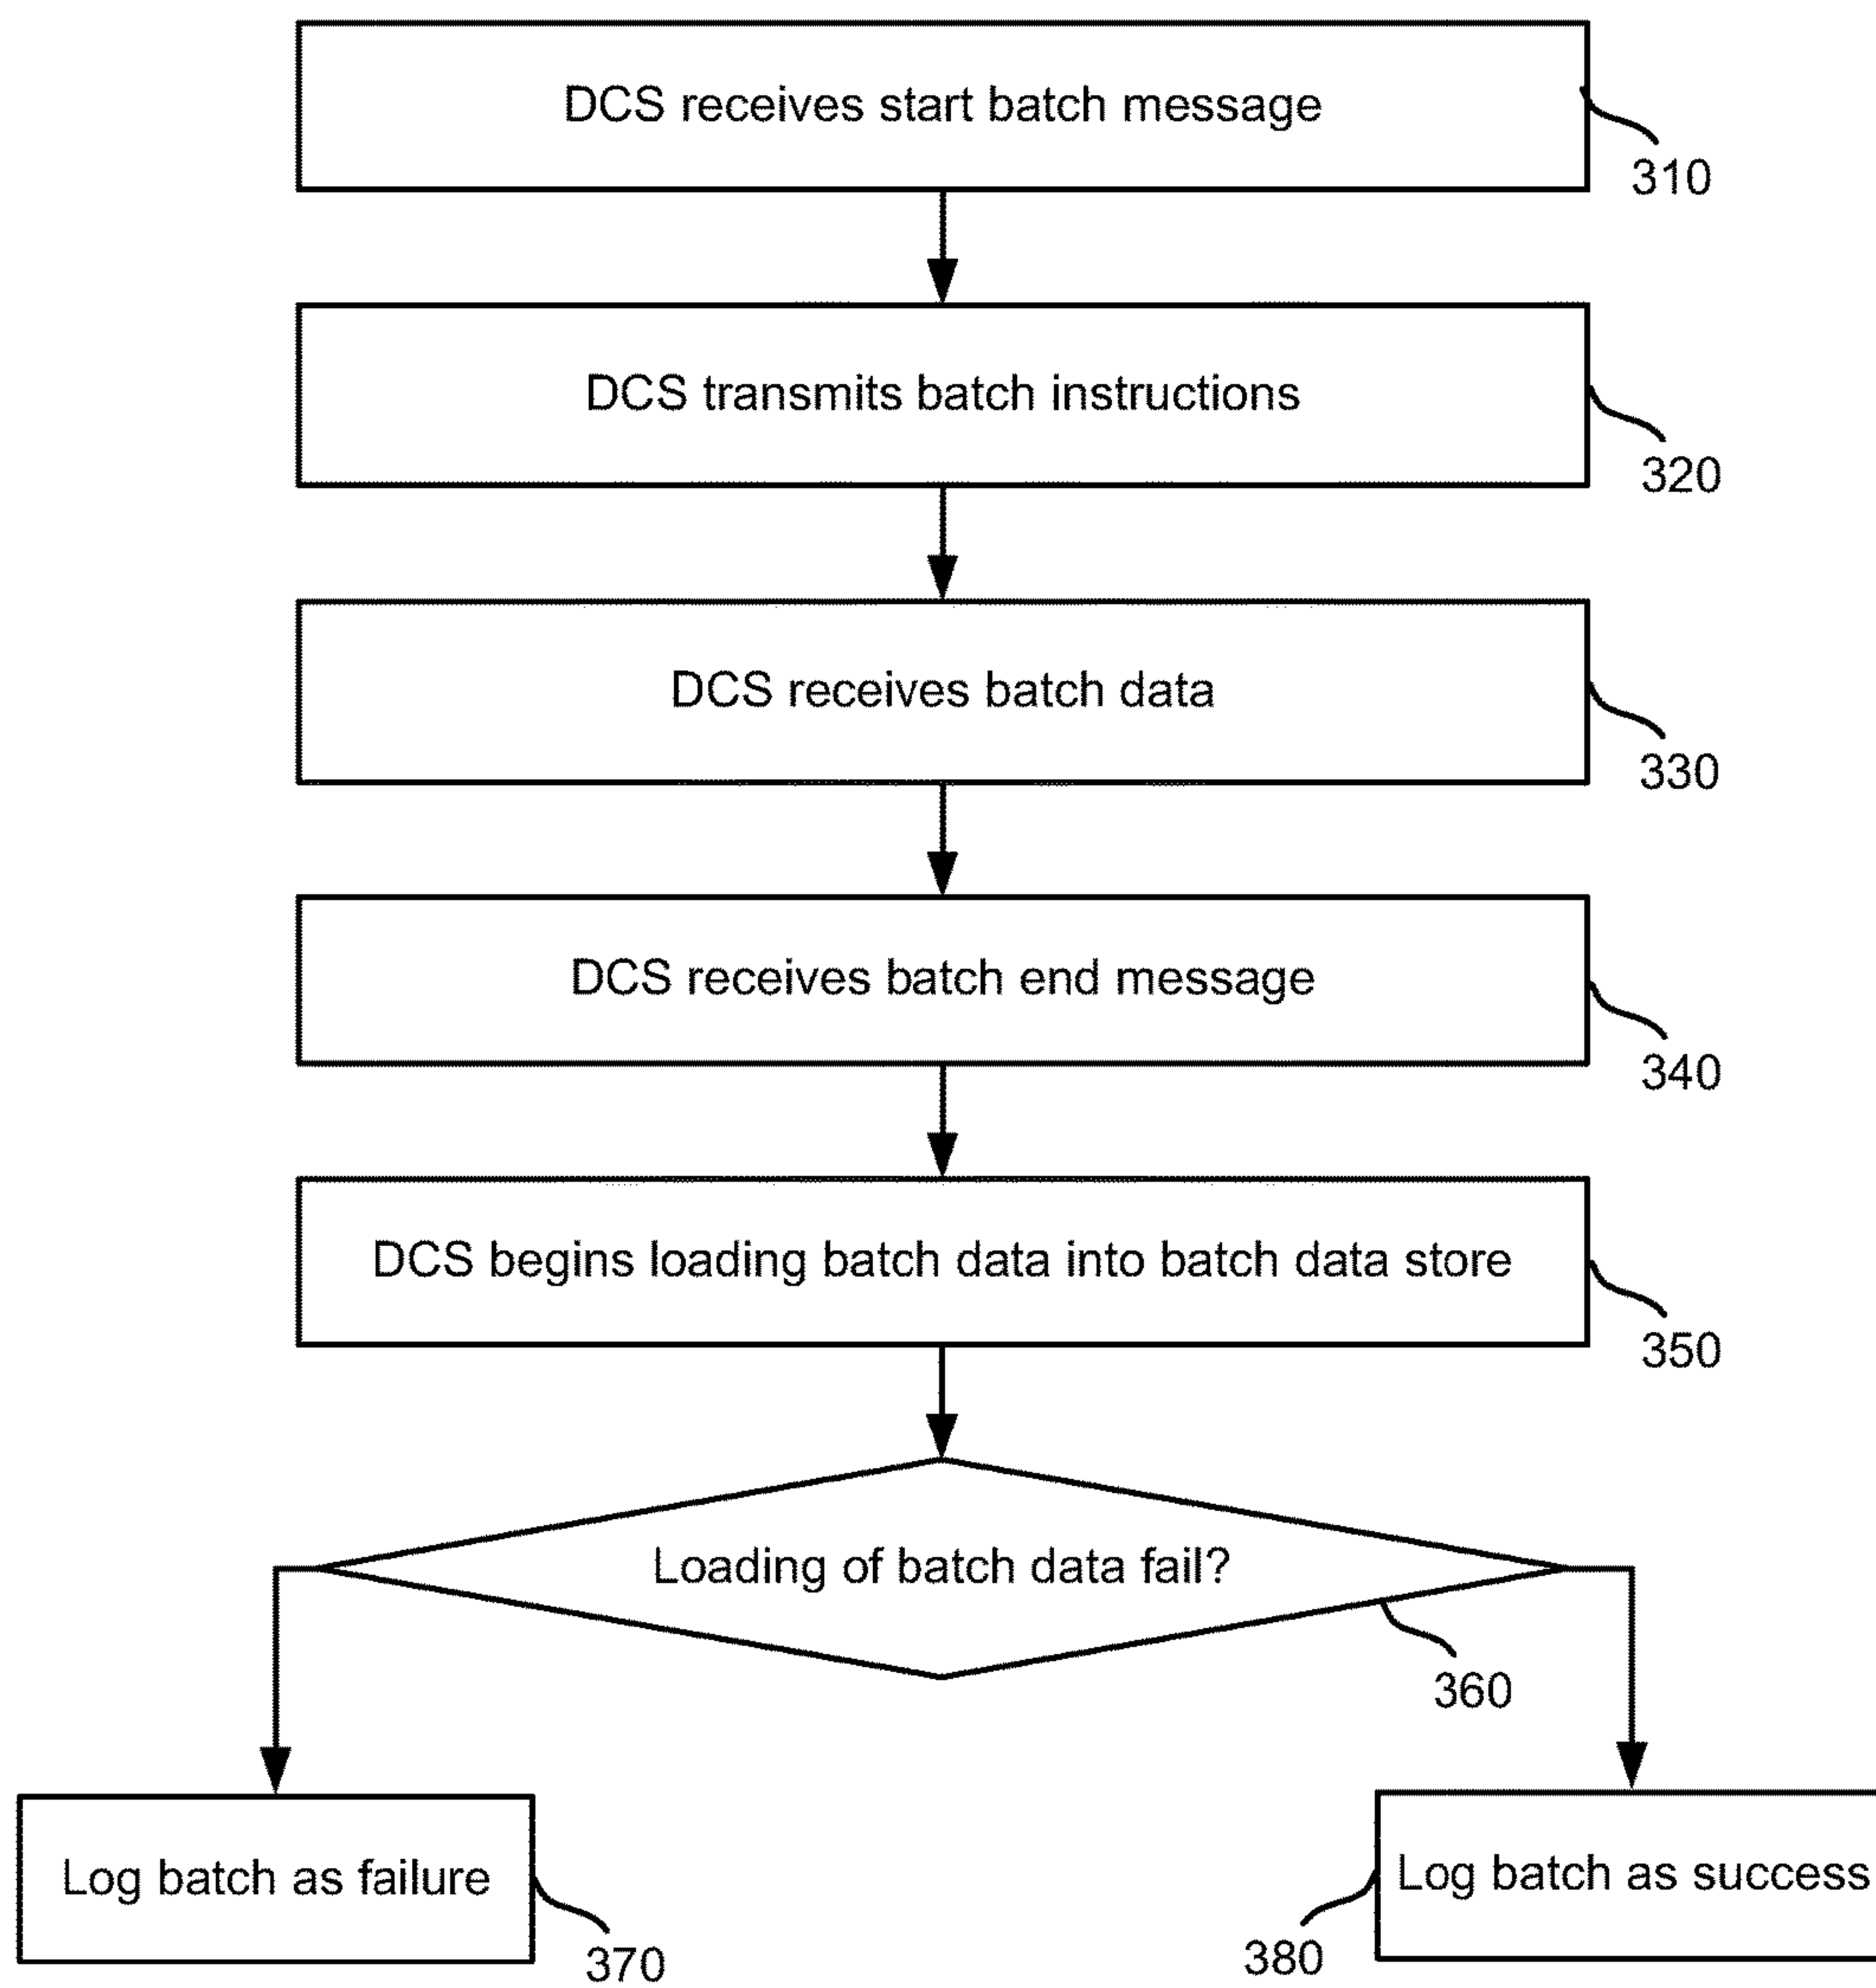 DCS receives start batch message
310
DCS transmits batch instructions
320
DCS receives batch data
330
DCS receives batch end message
340
DCS begins loading batch data into batch data store
350
Loading of batch data fail?
360
Log batch as failure
370
Log batch as success
380